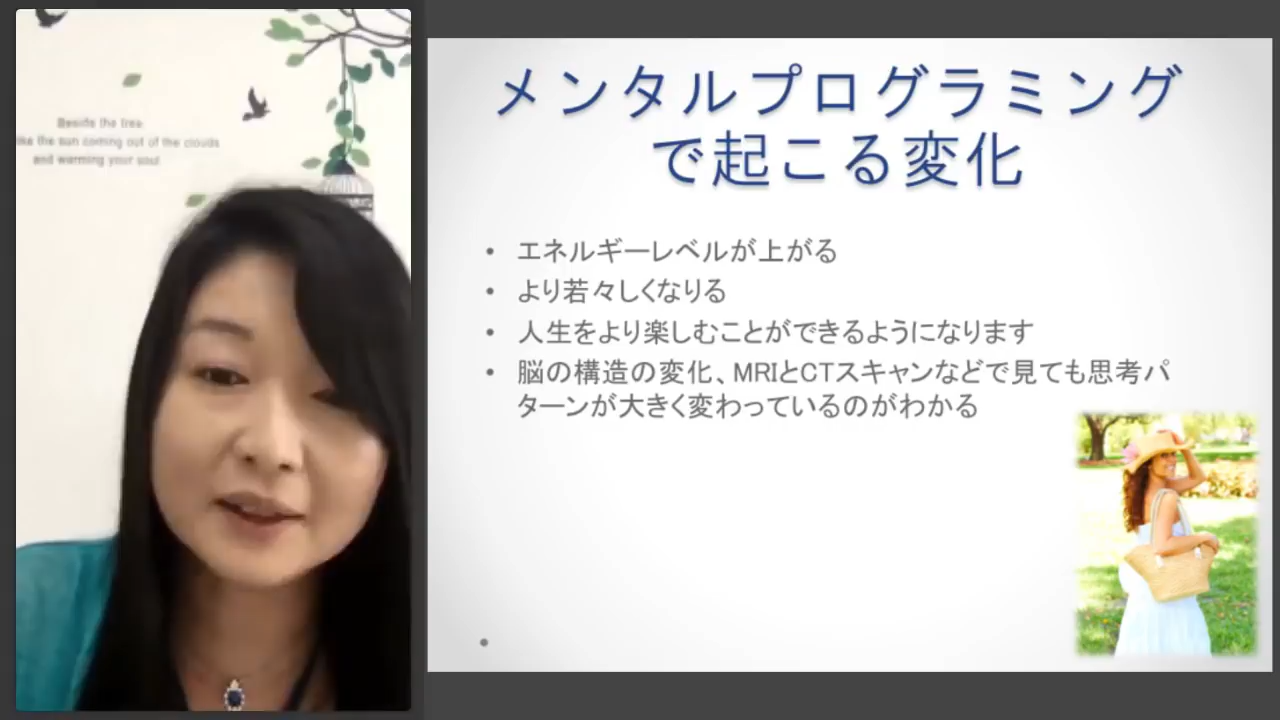 Beside the tree
ke the sun coming out of the clouds
and warming your soul
メンタルプログラミング
で起こる変化
• エネルギーレベルが上がる
• より若々しくなりる
• 人生をより楽しむことができるようになります
• 脳の構造の変化、MRIとCTスキャンなどで見ても思考パ
ターンが大きく変わっているのがわかる
•